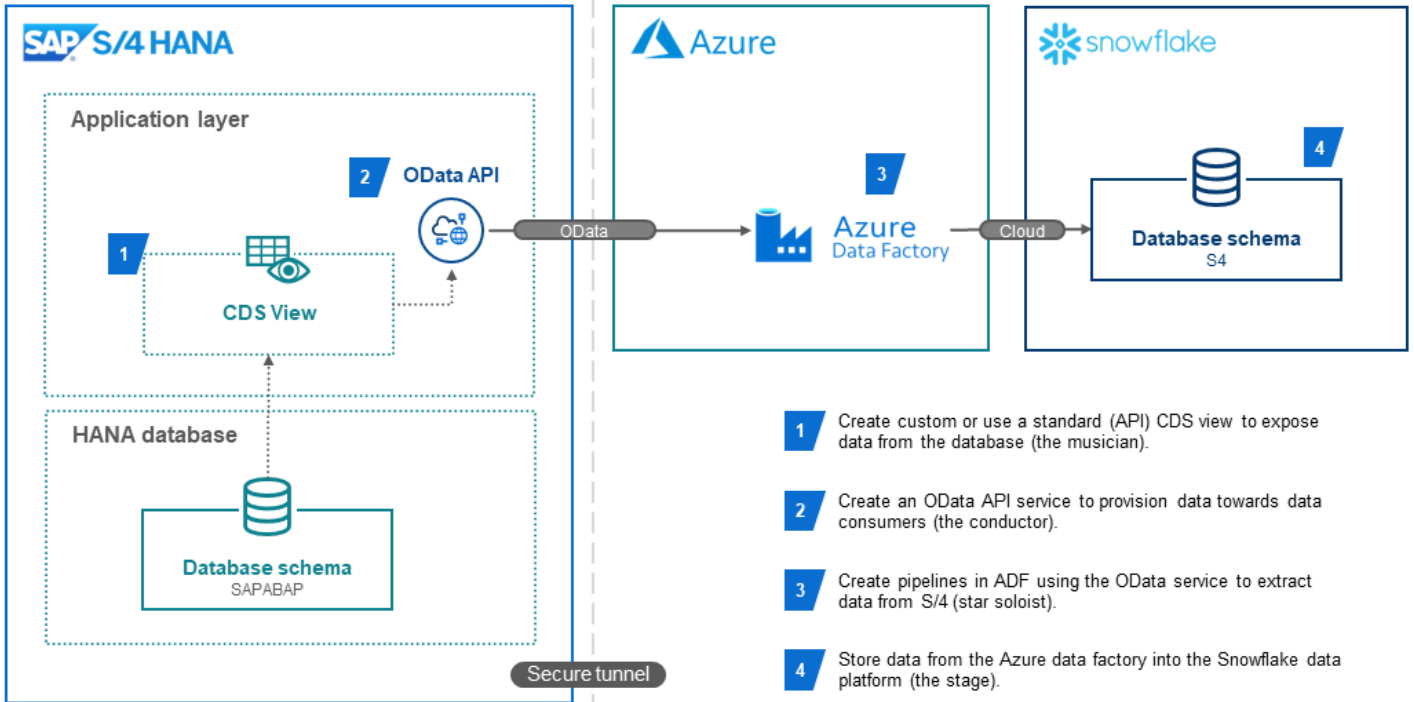 SAP S/4 HANA
Application layer
2
OData API
1
CDS View
HANA database
Database schema
SAPABAP
Secure tunnel
OData
Azure
3
Azure
Data Factory
Cloud
snowflake
4
Database schema
S4
1
Create custom or use a standard (API) CDS view to expose
data from the database (the musician).
2
Create an OData API service to provision data towards data
consumers (the conductor).
3
Create pipelines in ADF using the OData service to extract
data from S/4 (star soloist).
4
Store data from the Azure data factory into the Snowflake data
platform (the stage).